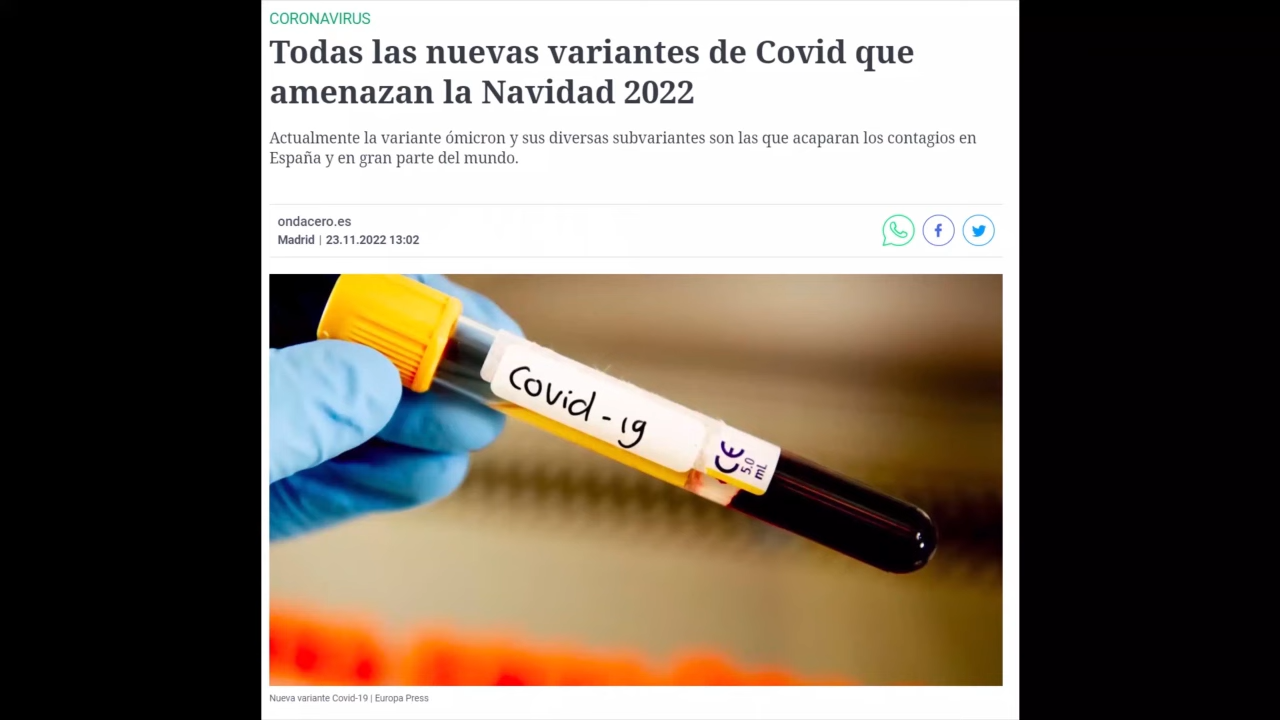 CORONAVIRUS
Todas las nuevas variantes de Covid que
amenazan la Navidad 2022
Actualmente la variante ómicron y sus diversas subvariantes son las que acaparan los contagios en
España y en gran parte del mundo.
ondacero.es
Madrid | 23.11.2022 13:02
Covid-19
CE
5.0
mL
Nueva variante Covid-19 | Europa Press